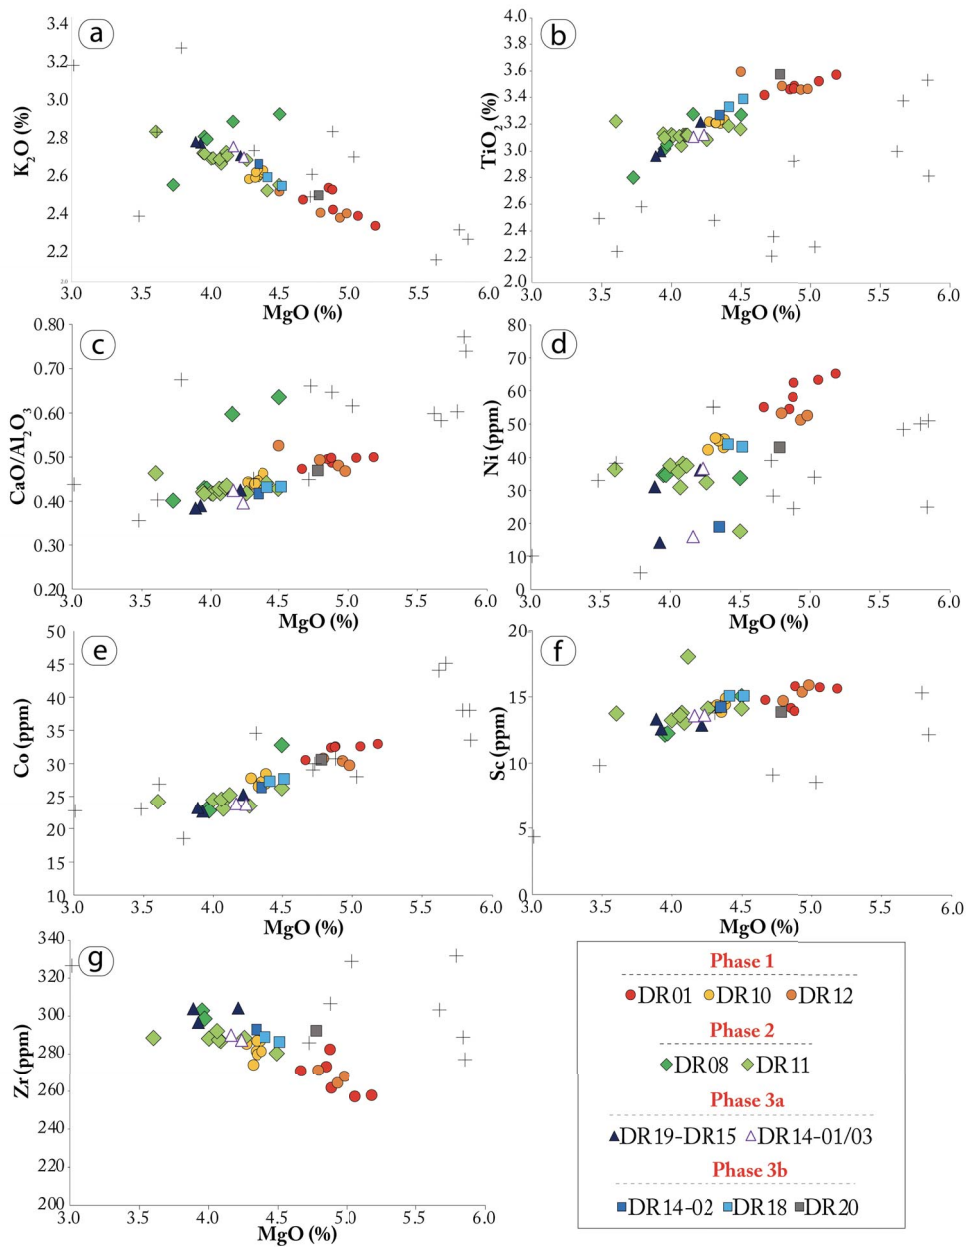 a
K2O (%)
3.4
3.2
3.0
2.8
2.6
2.4
2.2
2.0
3.0 3.5 4.0 4.5 5.0 5.5 6.0
MgO (%)
b
TiO2 (%)
4.0
3.8
3.6
3.4
3.2
3.0
2.8
2.6
2.4
2.2
2.0
3.0 3.5 4.0 4.5 5.0 5.5 6.0
MgO (%)
c
CaO/Al2O3
0.80
0.70
0.60
0.50
0.40
0.30
0.20
3.0 3.5 4.0 4.5 5.0 5.5 6.0
MgO (%)
d
Ni (ppm)
80
70
60
50
40
30
20
10
0
3.0 3.5 4.0 4.5 5.0 5.5 6.0
MgO (%)
e
Co (ppm)
50
45
40
35
30
25
20
15
10
3.0 3.5 4.0 4.5 5.0 5.5 6.0
MgO (%)
f
Sc (ppm)
20
15
10
5
0
3.0 3.5 4.0 4.5 5.0 5.5 6.0
MgO (%)
g
Zr (ppm)
340
320
300
280
260
240
220
200
3.0 3.5 4.0 4.5 5.0 5.5 6.0
MgO (%)
Phase 1
DR01 DR10 DR12
Phase 2
DR08 DR11
Phase 3a
DR19-DR15 DR14-01/03
Phase 3b
DR14-02 DR18 DR20